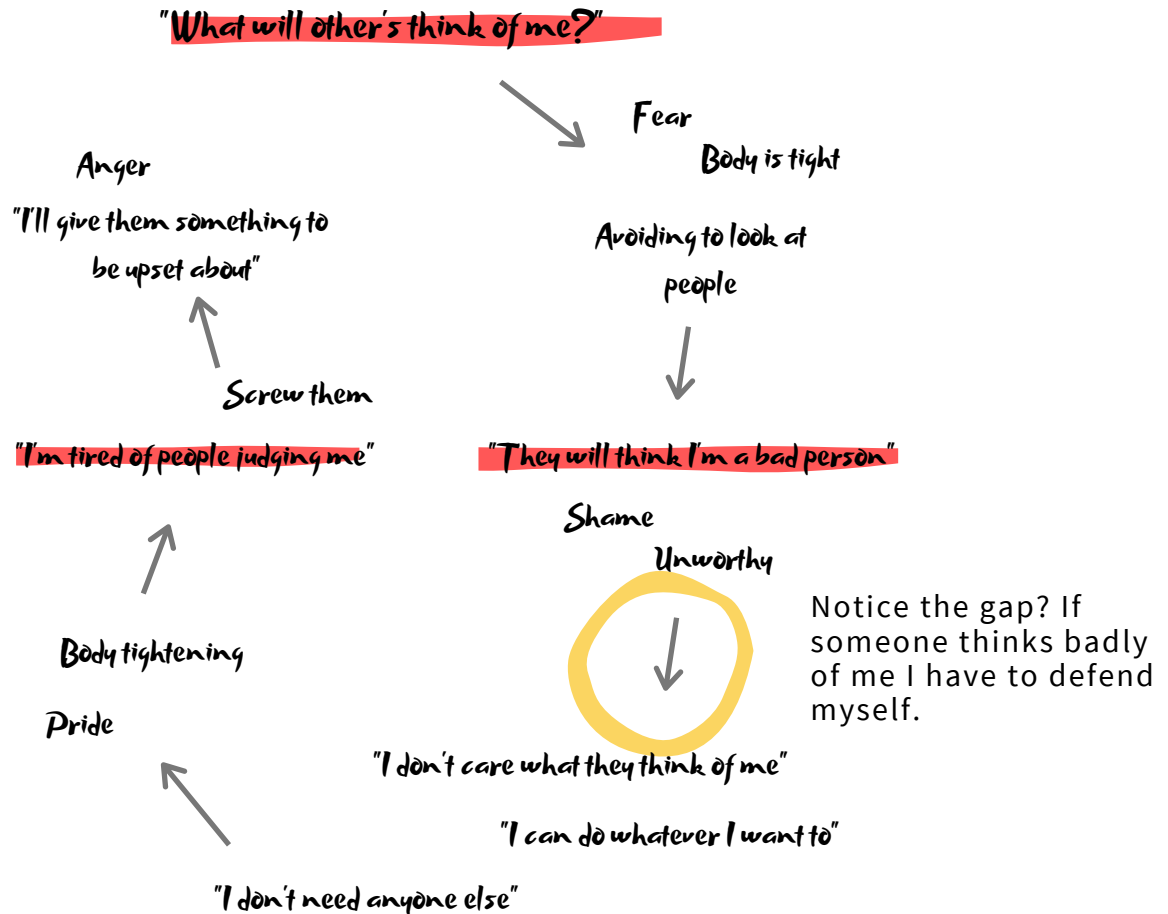 "What will other's think of me?"
Fear
Body is tight
Avoiding to look at
people
"They will think I'm a bad person"
Shame
Unworthy
Notice the gap? If
someone thinks badly
of me I have to defend
myself.
"I don't care what they think of me"
"I can do whatever I want to"
"I don't need anyone else"
Pride
Body tightening
"I'm tired of people judging me"
Screw them
Anger
"I'll give them something to
be upset about"